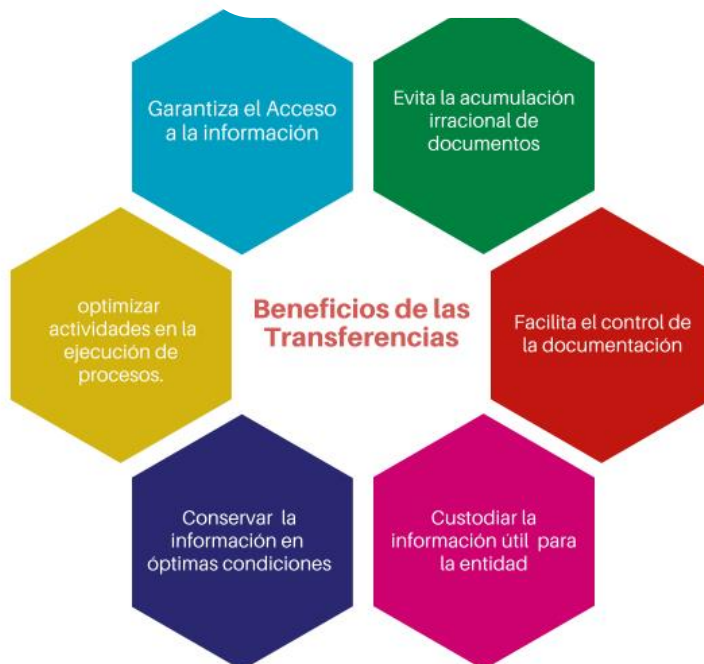 Garantiza el Acceso
a la información
Evita la acumulación
irracional de
documentos
optimizar
actividades en la
ejecución de
procesos.
Beneficios de las
Transferencias
Facilita el control de
la documentación
Conservar la
información en
óptimas condiciones
Custodiar la
información útil para
la entidad